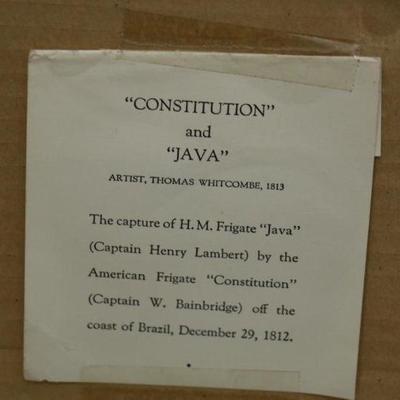 “CONSTITUTION”
and
“JAVA”
ARTIST, THOMAS WHITCOMBE, 1813
The capture of H. M. Frigate “Java”
(Captain Henry Lambert) by the
American Frigate “Constitution”
(Captain W. Bainbridge) off the
coast of Brazil, December 29, 1812.